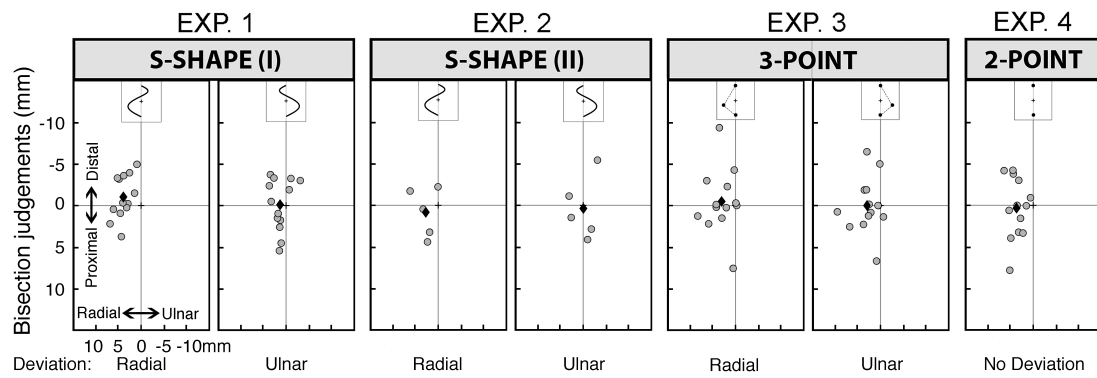 EXP. 1 EXP. 2 EXP. 3 EXP. 4
S-SHAPE (I) S-SHAPE (II) 3-POINT 2-POINT
Bisection judgements (mm)
-10
-5
0
5
10
Distal
Proximal
Radial Ulnar
10 5 0 -5 -10mm
Deviation: Radial Ulnar Radial Ulnar Radial Ulnar No Deviation